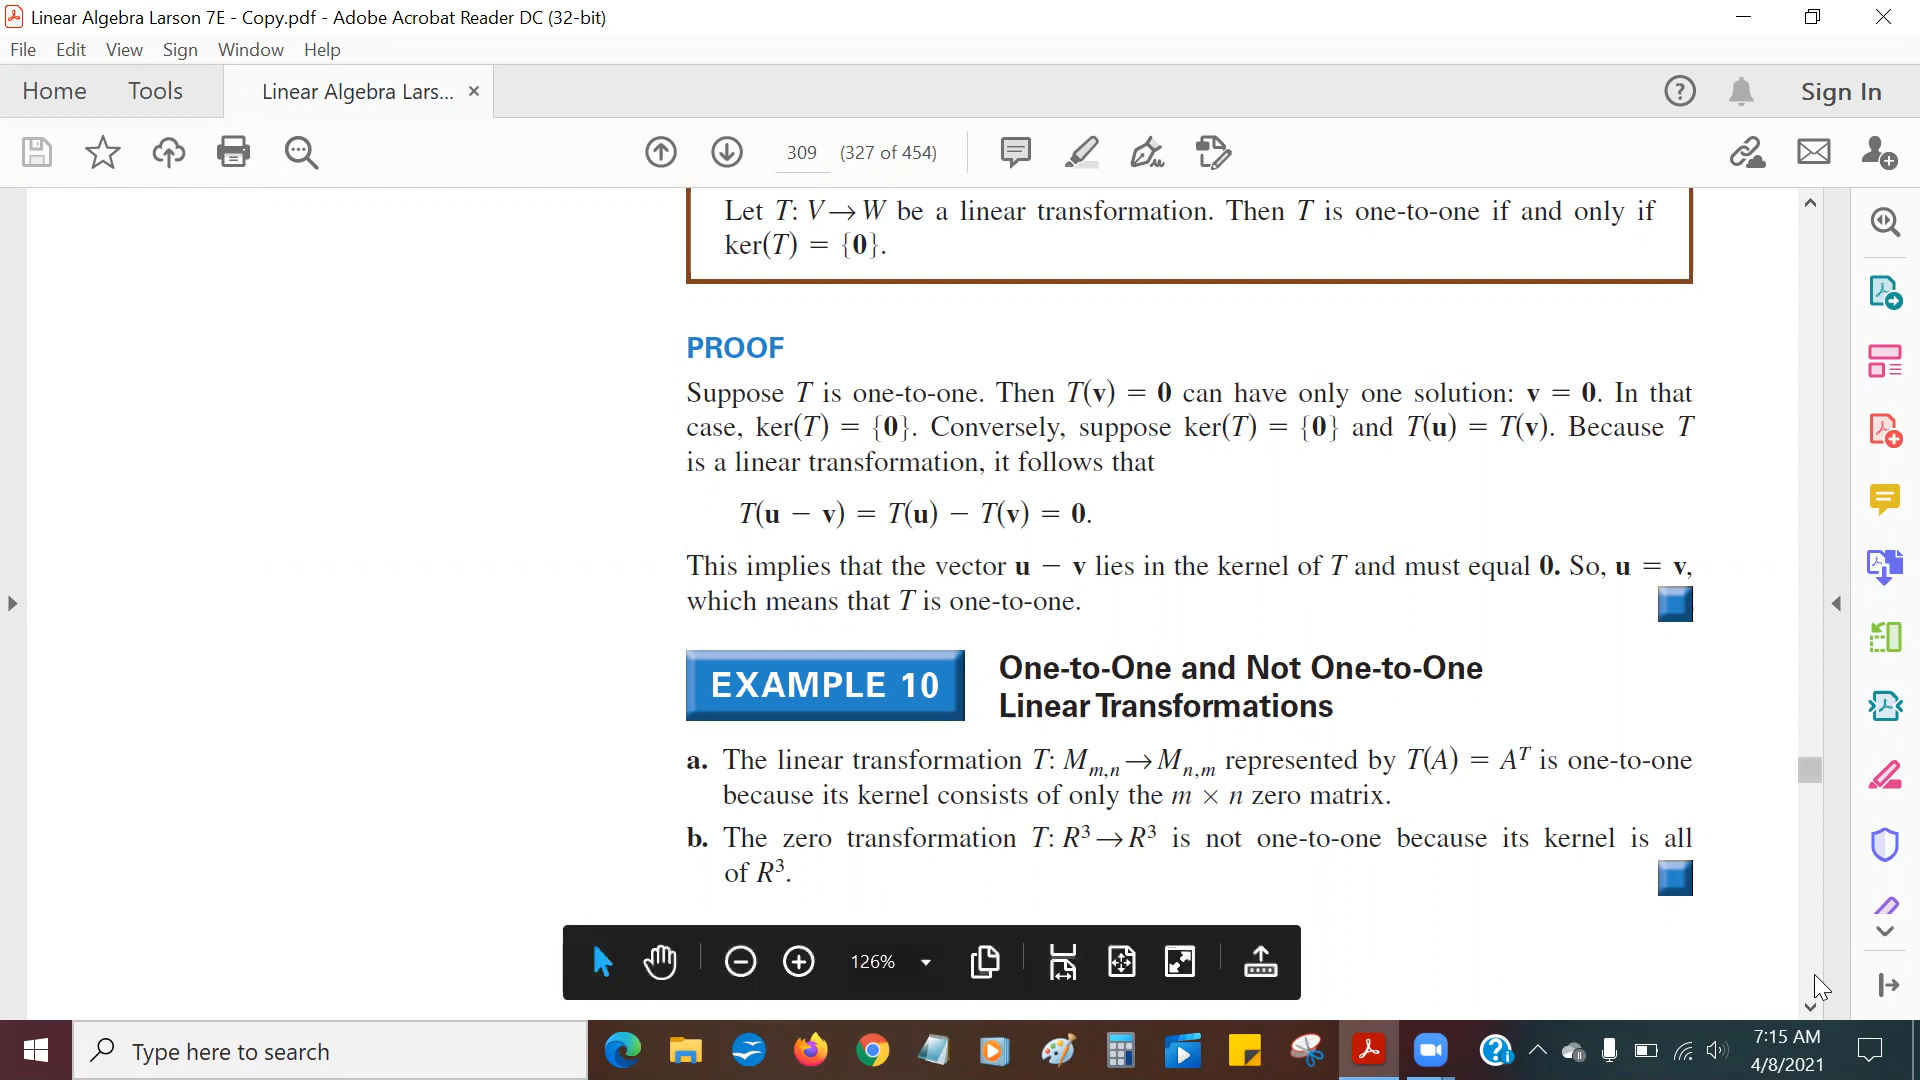 Linear Algebra Larson 7E - Copy.pdf - Adobe Acrobat Reader DC (32-bit)
File Edit View Sign Window Help
Home Tools Linear Algebra Lars... × Sign In
309 (327 of 454)
Let T: V→W be a linear transformation. Then T is one-to-one if and only if
ker(T) = {0}.
PROOF
Suppose T is one-to-one. Then T(v) = 0 can have only one solution: v = 0. In that
case, ker(T) = {0}. Conversely, suppose ker(T) = {0} and T(u) = T(v). Because T
is a linear transformation, it follows that
T(u − v) = T(u) − T(v) = 0.
This implies that the vector u − v lies in the kernel of T and must equal 0. So, u = v,
which means that T is one-to-one.
EXAMPLE 10 One-to-One and Not One-to-One
Linear Transformations
a. The linear transformation T: Mₘ,ₙ→Mₙ,ₘ represented by T(A) = Aᵀ is one-to-one
because its kernel consists of only the m × n zero matrix.
b. The zero transformation T: R³→R³ is not one-to-one because its kernel is all
of R³.
126%
Type here to search
7:15 AM
4/8/2021